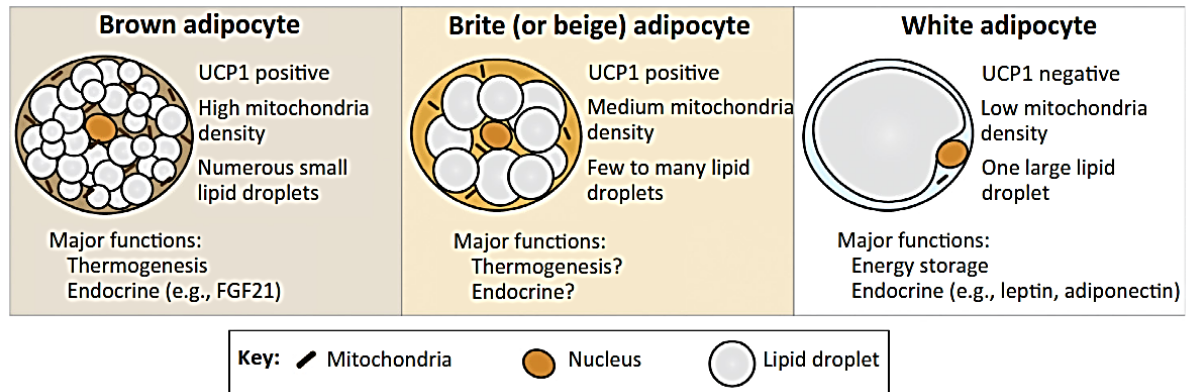 Brown adipocyte
UCP1 positive
High mitochondria
density
Numerous small
lipid droplets
Major functions:
Thermogenesis
Endocrine (e.g., FGF21)
Brite (or beige) adipocyte
UCP1 positive
Medium mitochondria
density
Few to many lipid
droplets
Major functions:
Thermogenesis?
Endocrine?
White adipocyte
UCP1 negative
Low mitochondria
density
One large lipid
droplet
Major functions:
Energy storage
Endocrine (e.g., leptin, adiponectin)
Key: Mitochondria Nucleus Lipid droplet